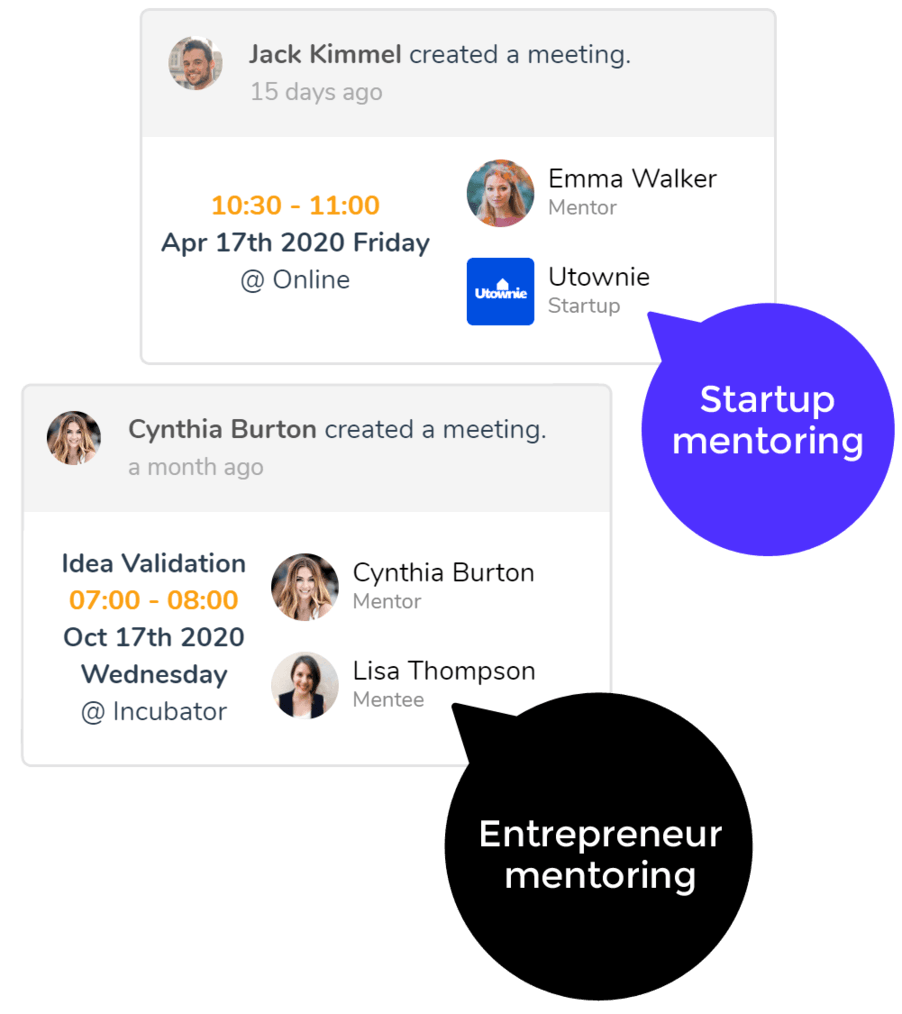 Jack Kimmel created a meeting.
15 days ago
10:30 - 11:00
Apr 17th 2020 Friday
@ Online
Emma Walker
Mentor
Utownie
Utownie
Startup
Startup
mentoring
Cynthia Burton created a meeting.
a month ago
Idea Validation
07:00 - 08:00
Oct 17th 2020
Wednesday
@ Incubator
Cynthia Burton
Mentor
Lisa Thompson
Mentee
Entrepreneur
mentoring